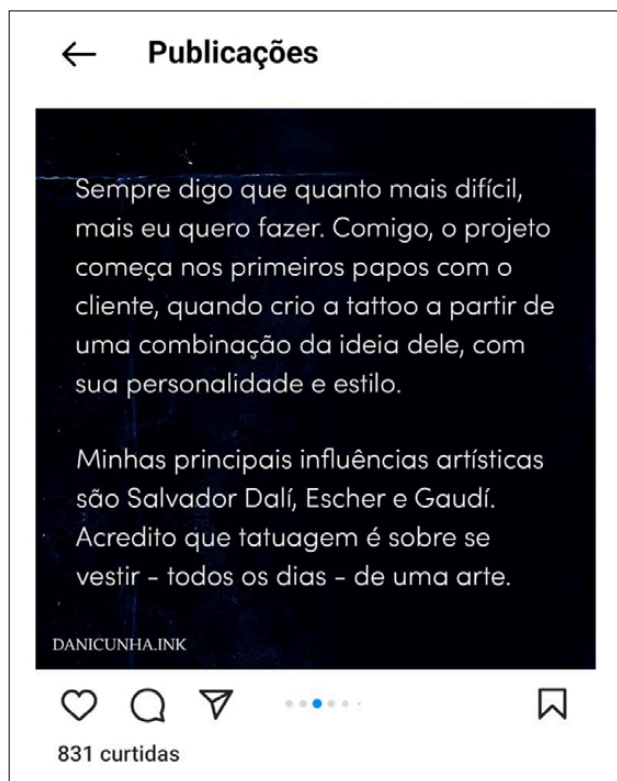 Publicações
Sempre digo que quanto mais difícil,
mais eu quero fazer. Comigo, o projeto
começa nos primeiros papos com o
cliente, quando crio a tattoo a partir de
uma combinação da ideia dele, com
sua personalidade e estilo.
Minhas principais influências artísticas
são Salvador Dalí, Escher e Gaudí.
Acredito que tatuagem é sobre se
vestir - todos os dias - de uma arte.
DANICUNHA.INK
831 curtidas